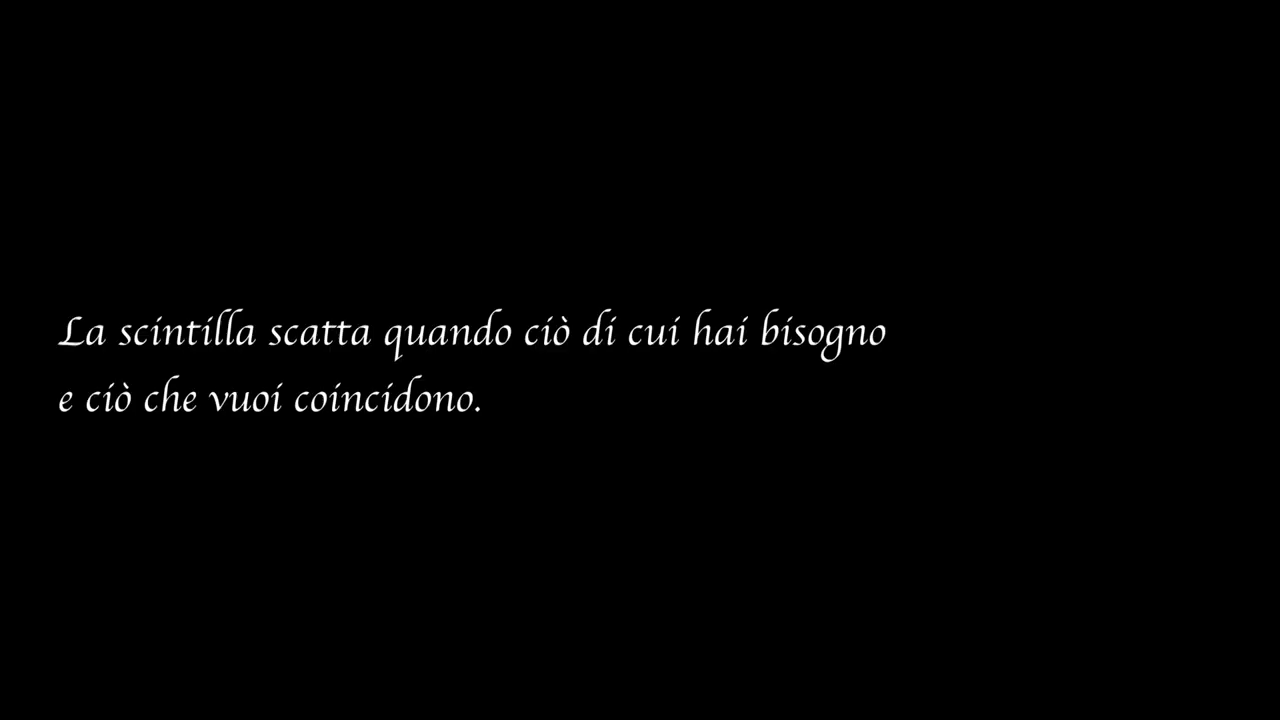 La scintilla scatta quando ciò di cui hai bisogno
e ciò che vuoi coincidono.